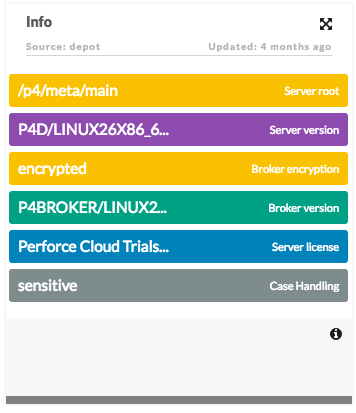 Info
Source: depot Updated: 4 months ago
/p4/meta/main Server root
P4D/LINUX26X86_6... Server version
encrypted Broker encryption
P4BROKER/LINUX2... Broker version
Perforce Cloud Trials... Server license
sensitive Case Handling